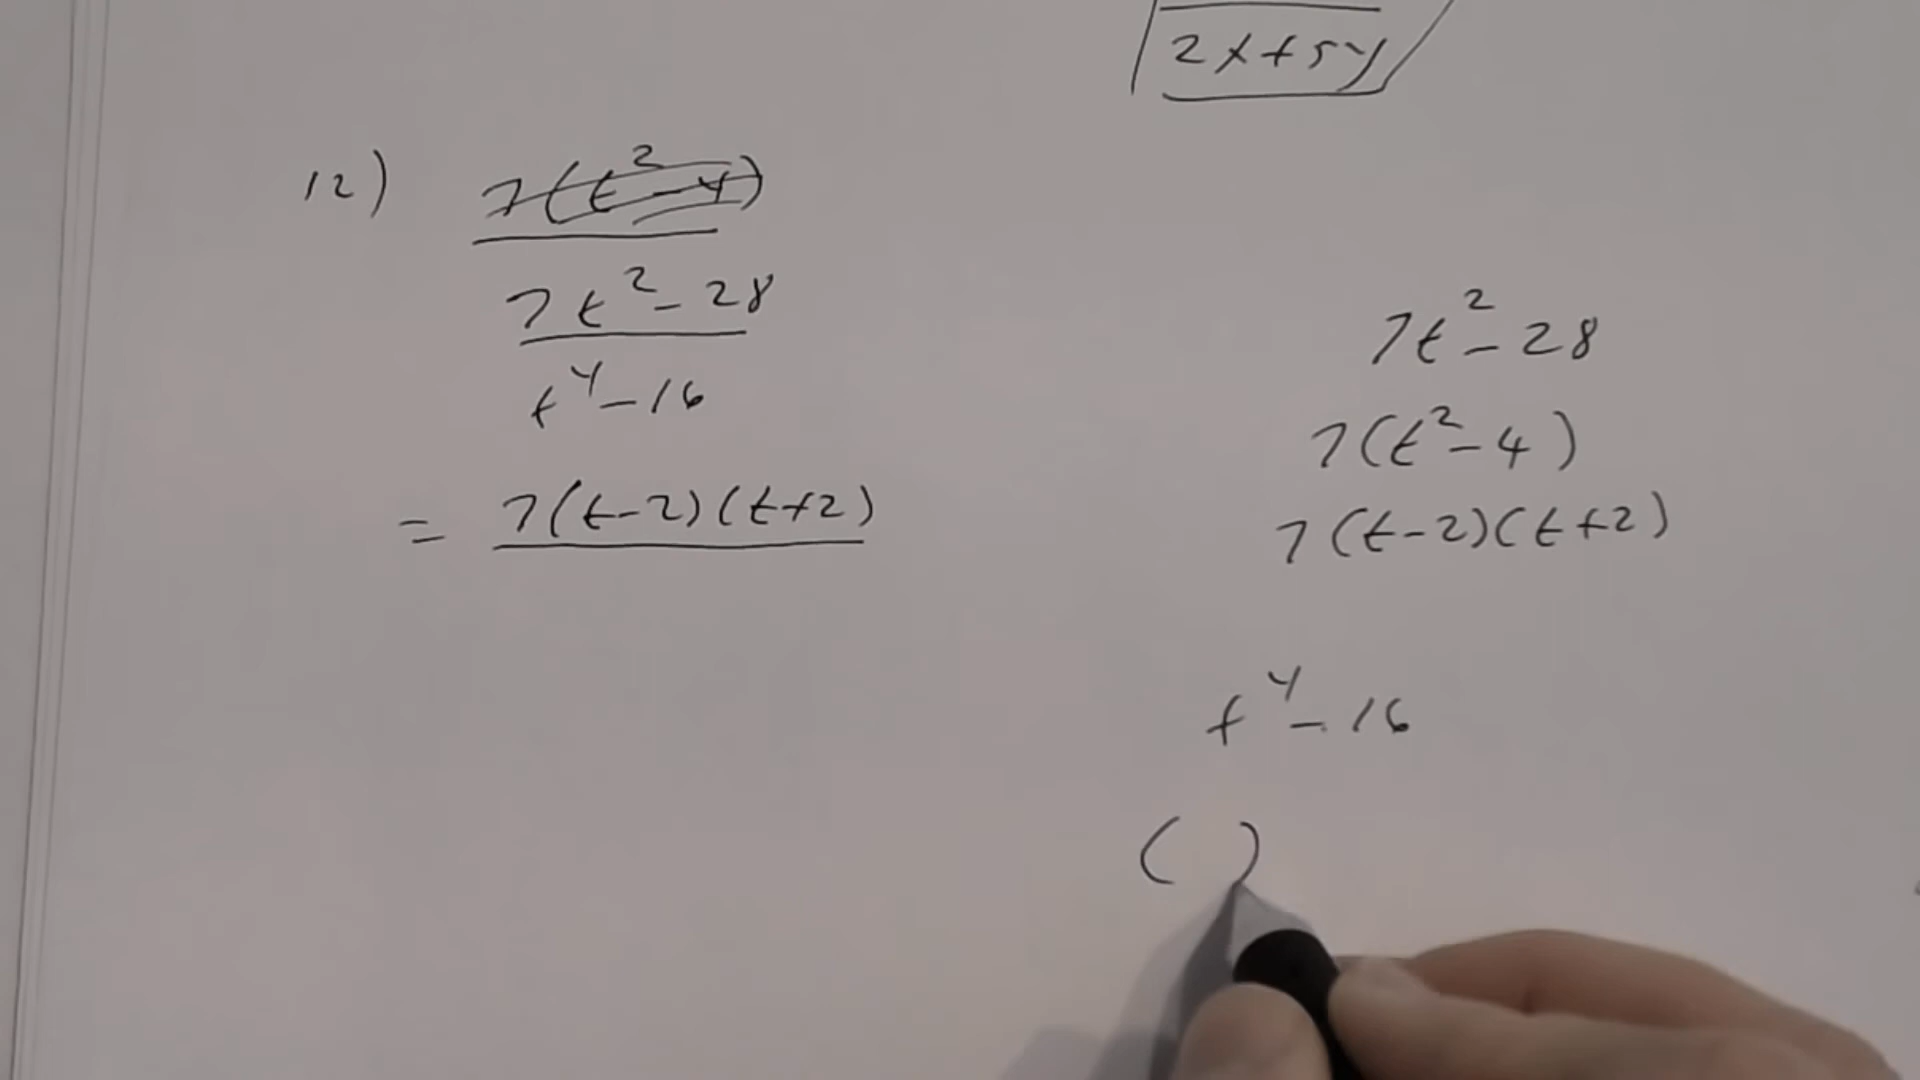 2x+5y
12) 7(t²-4)
7t²-28
t⁴-16
= 7(t-2)(t+2)
7t²-28
7(t²-4)
7(t-2)(t+2)
t⁴-16
( )